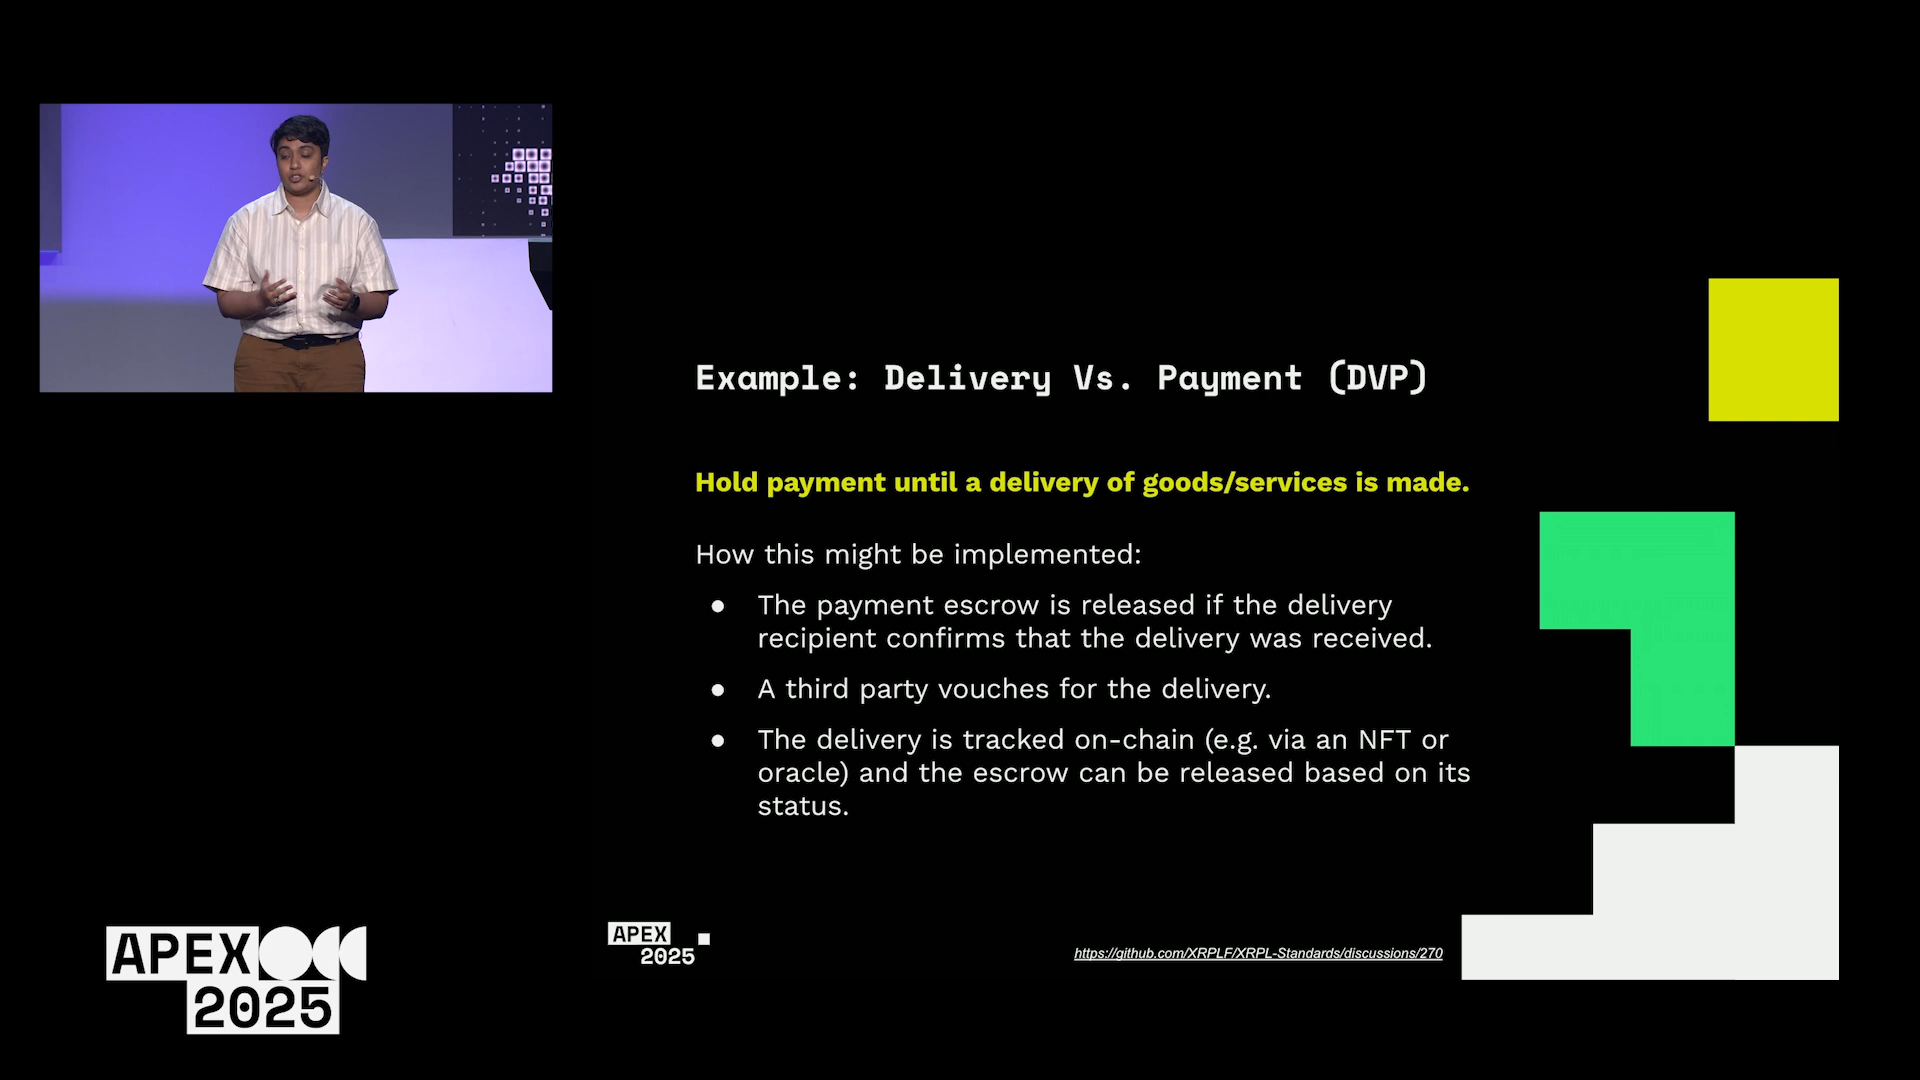 Example: Delivery Vs. Payment (DVP)
Hold payment until a delivery of goods/services is made.
How this might be implemented:
● The payment escrow is released if the delivery
recipient confirms that the delivery was received.
● A third party vouches for the delivery.
● The delivery is tracked on-chain (e.g. via an NFT or
oracle) and the escrow can be released based on its
status.
APEX
2025
https://github.com/XRPLF/XRPL-Standards/discussions/270
APEX
2025